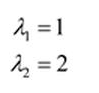 λ₁ = 1
λ₂ = 2